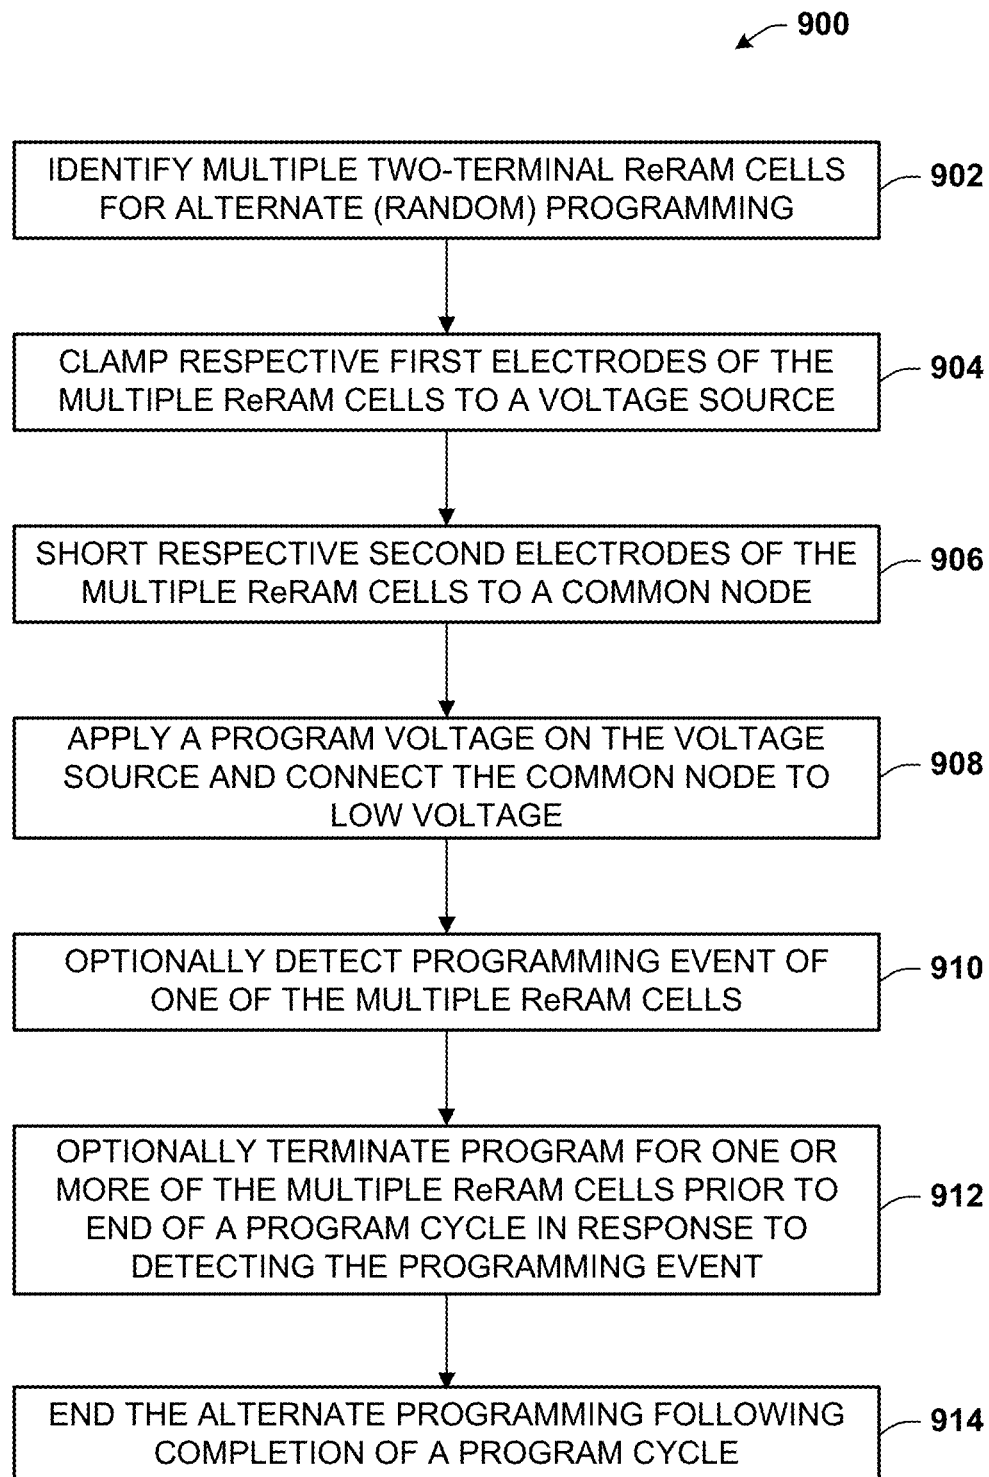 900
IDENTIFY MULTIPLE TWO-TERMINAL ReRAM CELLS
FOR ALTERNATE (RANDOM) PROGRAMMING
902
CLAMP RESPECTIVE FIRST ELECTRODES OF THE
MULTIPLE ReRAM CELLS TO A VOLTAGE SOURCE
904
SHORT RESPECTIVE SECOND ELECTRODES OF THE
MULTIPLE ReRAM CELLS TO A COMMON NODE
906
APPLY A PROGRAM VOLTAGE ON THE VOLTAGE
SOURCE AND CONNECT THE COMMON NODE TO
LOW VOLTAGE
908
OPTIONALLY DETECT PROGRAMMING EVENT OF
ONE OF THE MULTIPLE ReRAM CELLS
910
OPTIONALLY TERMINATE PROGRAM FOR ONE OR
MORE OF THE MULTIPLE ReRAM CELLS PRIOR TO
END OF A PROGRAM CYCLE IN RESPONSE TO
DETECTING THE PROGRAMMING EVENT
912
END THE ALTERNATE PROGRAMMING FOLLOWING
COMPLETION OF A PROGRAM CYCLE
914